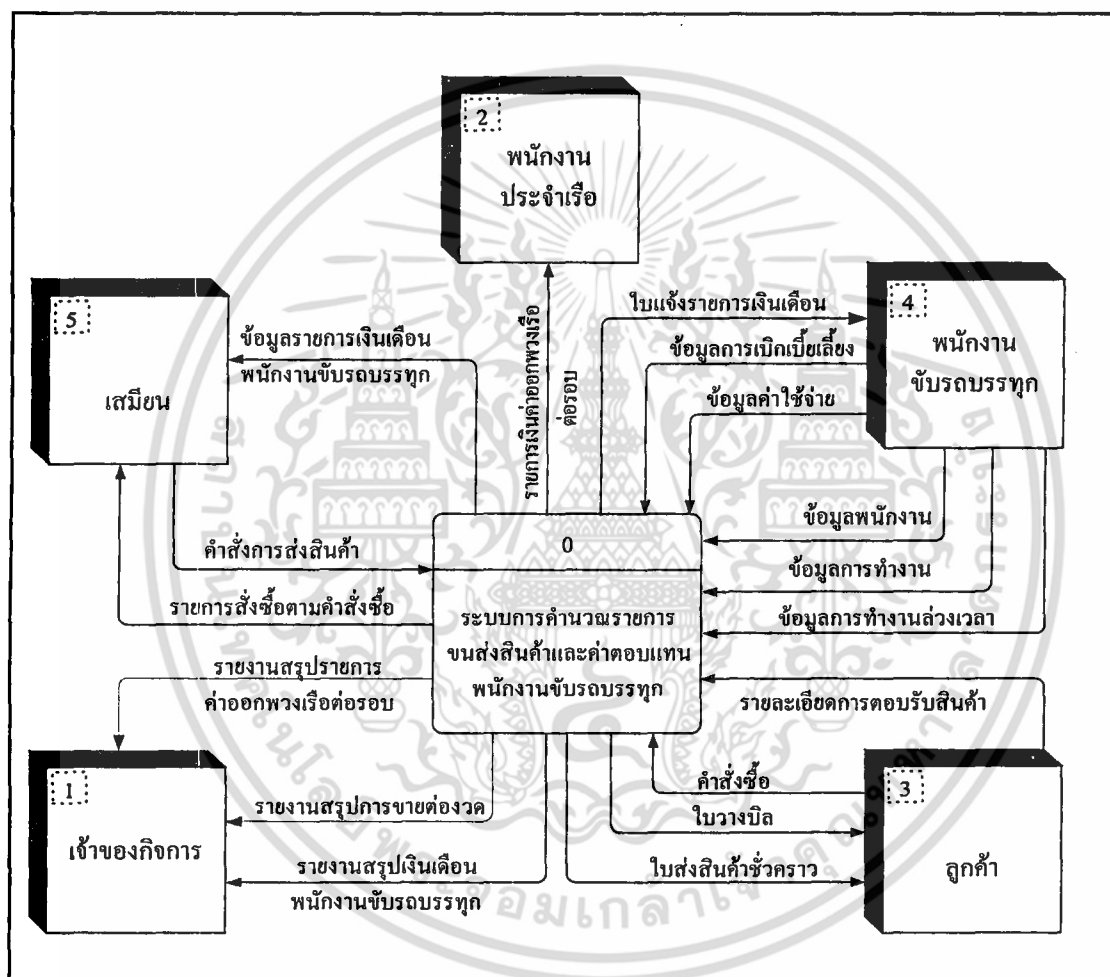 2
พนักงาน
ประจำเรือ
5
เสมียน
4
พนักงาน
ขับรถบรรทุก
ข้อมูลรายการเงินเดือน
พนักงานขับรถบรรทุก
รายการเงินค่าออกพวงเรือ
ต่อรอบ
ใบแจ้งรายการเงินเดือน
ข้อมูลการเบิกเบี้ยเลี้ยง
ข้อมูลค่าใช้จ่าย
คำสั่งการส่งสินค้า
รายการสั่งซื้อตามคำสั่งซื้อ
0
ระบบการคำนวณรายการ
ขนส่งสินค้าและค่าตอบแทน
พนักงานขับรถบรรทุก
ข้อมูลพนักงาน
ข้อมูลการทำงาน
ข้อมูลการทำงานล่วงเวลา
รายงานสรุปรายการ
ค่าออกพวงเรือต่อรอบ
รายละเอียดการตอบรับสินค้า
1
เจ้าของกิจการ
รายงานสรุปการขายต่องวด
รายงานสรุปเงินเดือน
พนักงานขับรถบรรทุก
คำสั่งซื้อ
ใบวางบิล
ใบส่งสินค้าชั่วคราว
3
ลูกค้า